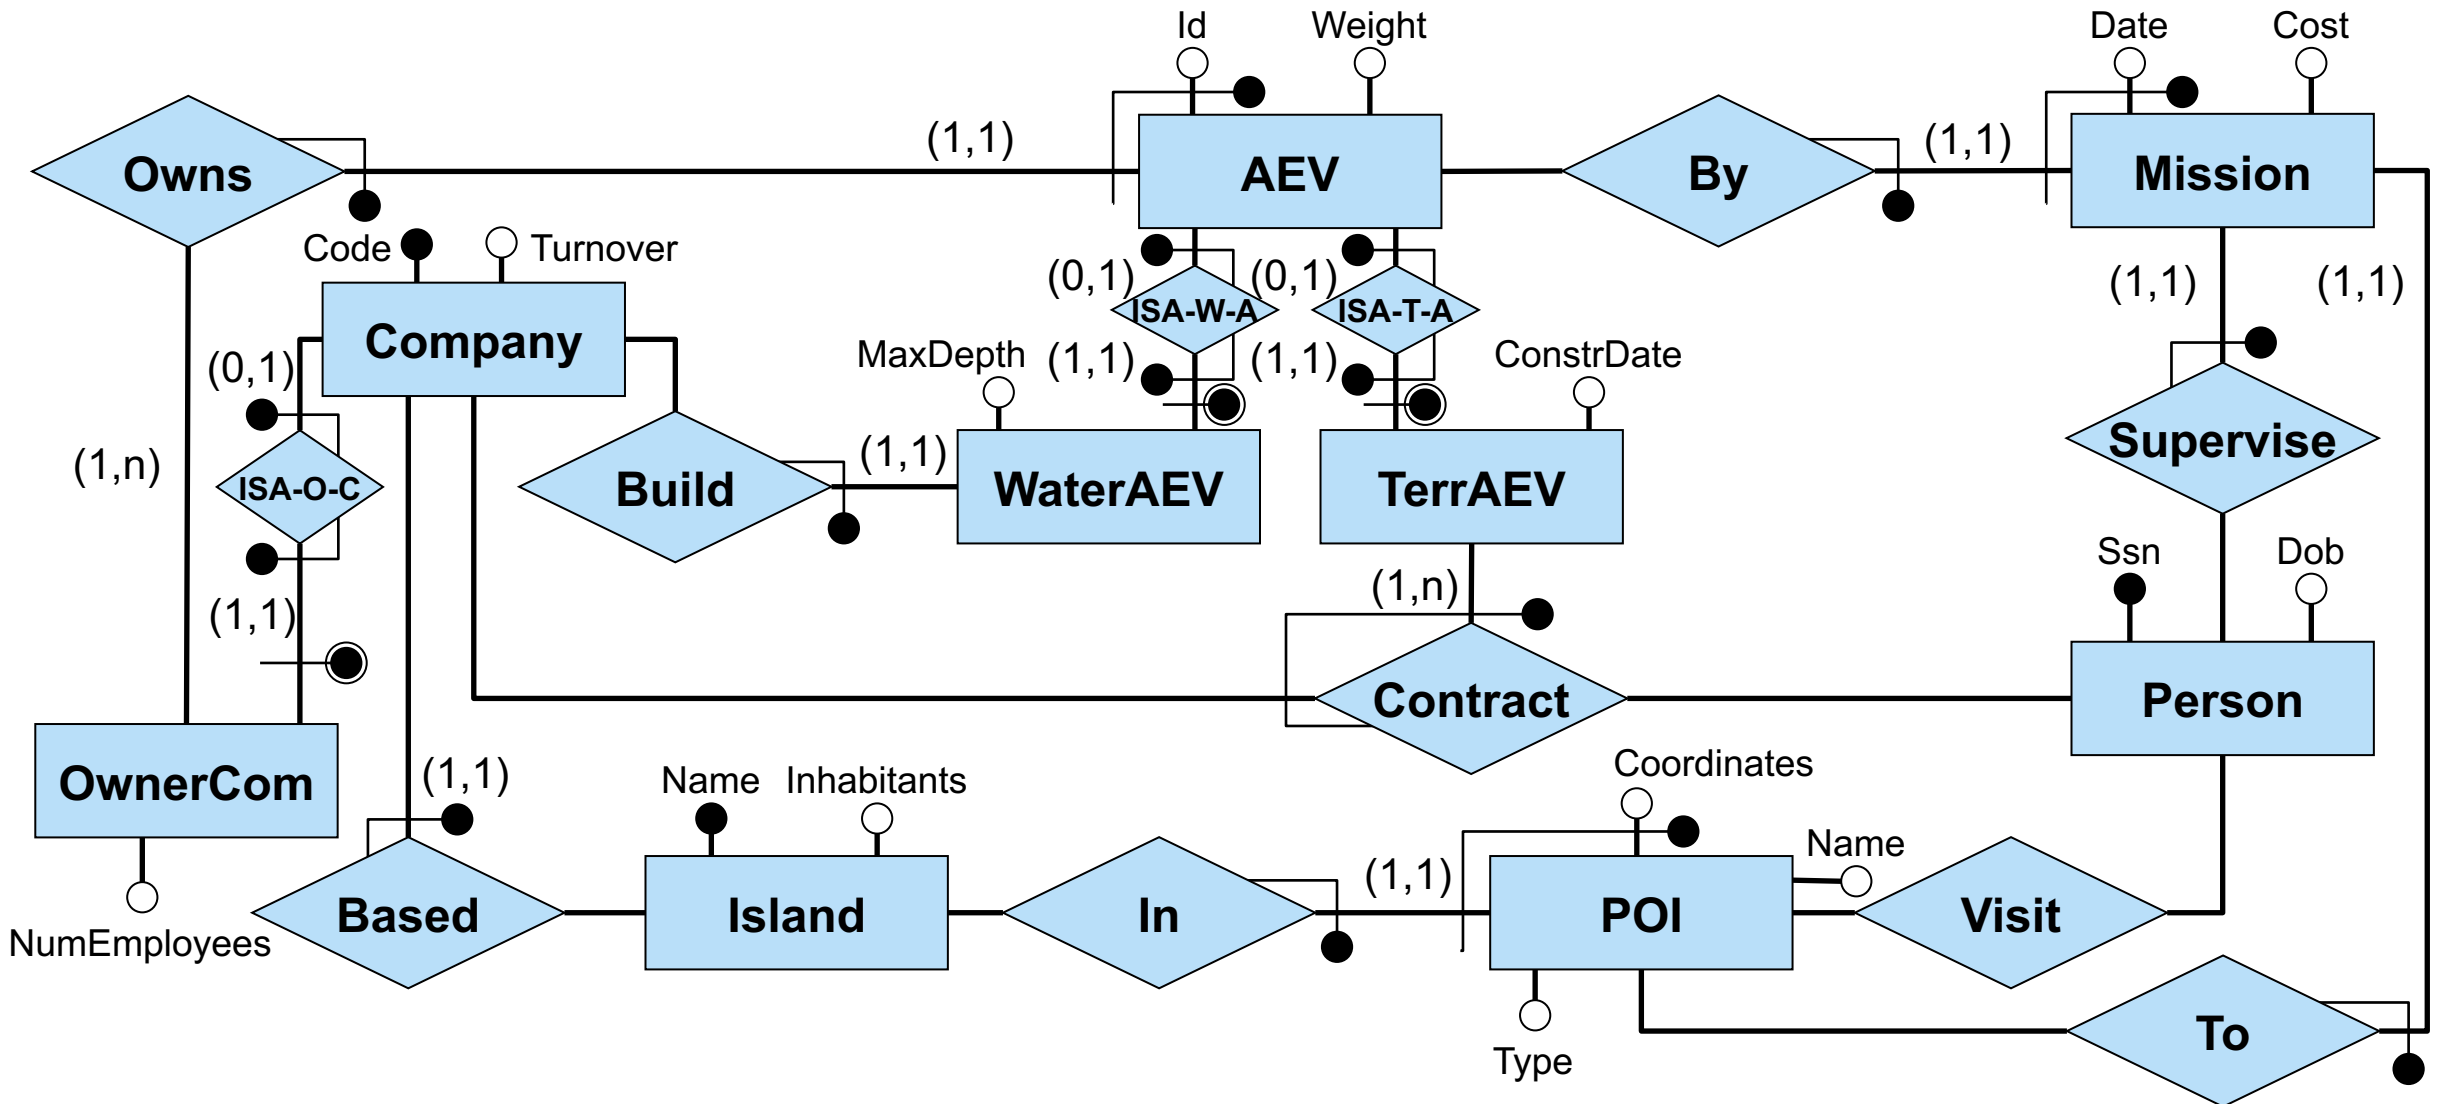 Id
Weight
Date
Cost
Owns
(1,1)
AEV
By
(1,1)
Mission
Code
Turnover
(0,1)
ISA-W-A
(0,1)
ISA-T-A
(1,1)
(1,1)
Company
(0,1)
MaxDepth
(1,1)
(1,1)
ConstrDate
(1,n)
ISA-O-C
Build
(1,1)
WaterAEV
TerrAEV
Supervise
Ssn
Dob
(1,1)
(1,n)
Contract
Person
OwnerCom
(1,1)
Name
Inhabitants
Coordinates
Name
NumEmployees
Based
Island
In
(1,1)
POI
Visit
Type
To